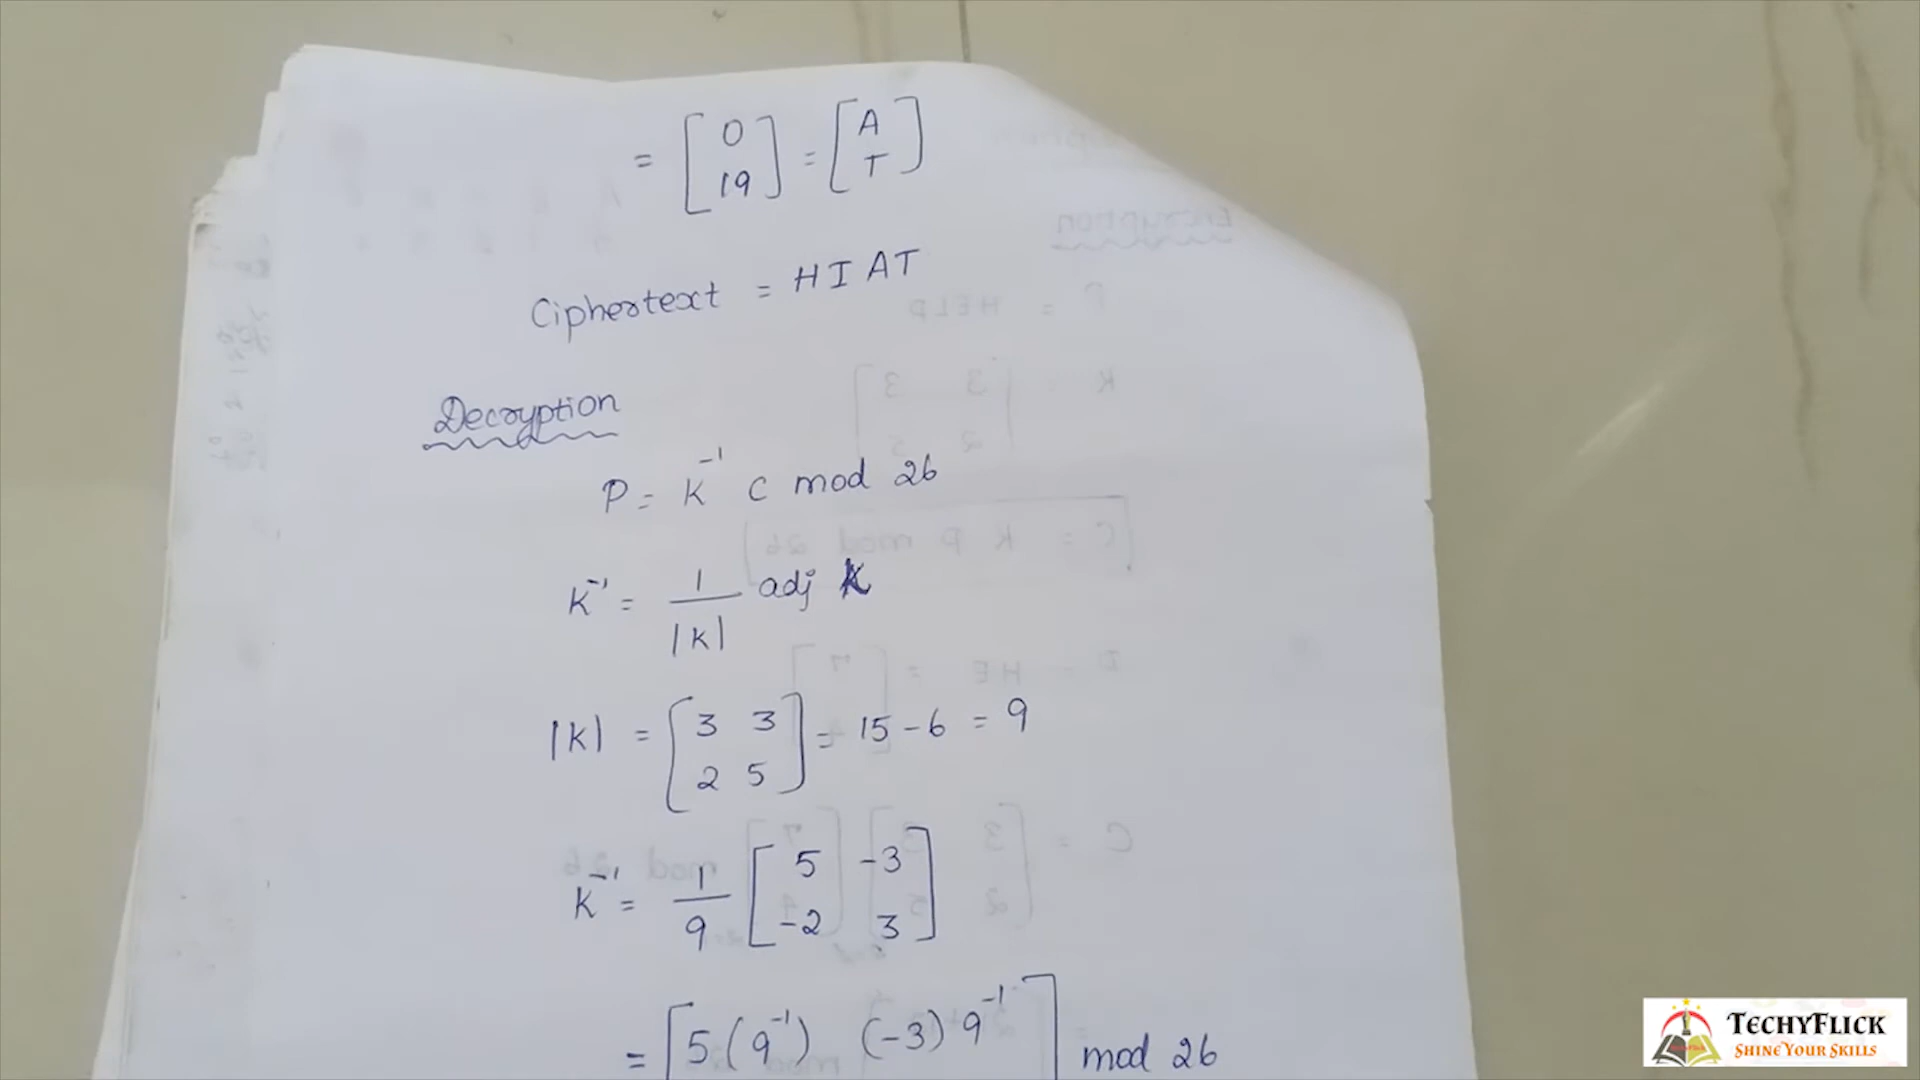 = [ 0 19 ] = [ A T ]
Ciphertext = HIAT
Decryption
P = K⁻¹ C mod 26
K⁻¹ = 1/|K| adj K
|K| = [ 3 3 2 5 ] = 15 - 6 = 9
K⁻¹ = 1/9 [ 5 -3 -2 3 ]
= [ 5(9⁻¹) (-3)9⁻¹ ] mod 26
TECHYFLICK
SHINE YOUR SKILLS